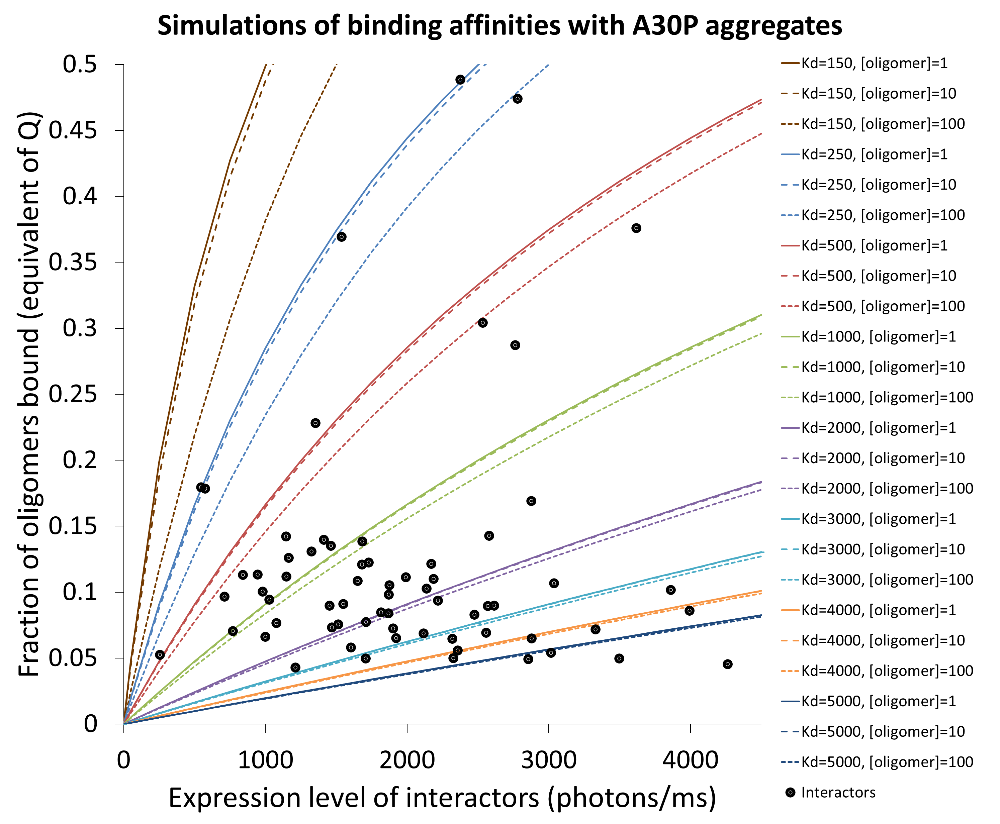 Simulations of binding affinities with A30P aggregates
Fraction of oligomers bound (equivalent of Q)
0.5
0.45
0.4
0.35
0.3
0.25
0.2
0.15
0.1
0.05
0
0 1000 2000 3000 4000
Expression level of interactors (photons/ms)
Kd=150, [oligomer]=1
Kd=150, [oligomer]=10
Kd=150, [oligomer]=100
Kd=250, [oligomer]=1
Kd=250, [oligomer]=10
Kd=250, [oligomer]=100
Kd=500, [oligomer]=1
Kd=500, [oligomer]=10
Kd=500, [oligomer]=100
Kd=1000, [oligomer]=1
Kd=1000, [oligomer]=10
Kd=1000, [oligomer]=100
Kd=2000, [oligomer]=1
Kd=2000, [oligomer]=10
Kd=2000, [oligomer]=100
Kd=3000, [oligomer]=1
Kd=3000, [oligomer]=10
Kd=3000, [oligomer]=100
Kd=4000, [oligomer]=1
Kd=4000, [oligomer]=10
Kd=4000, [oligomer]=100
Kd=5000, [oligomer]=1
Kd=5000, [oligomer]=10
Kd=5000, [oligomer]=100
Interactors